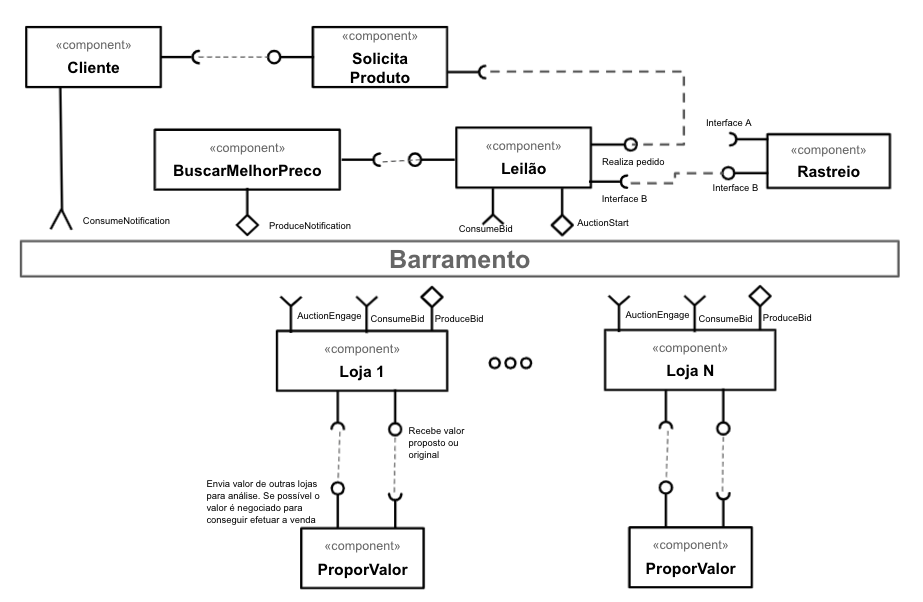 «component»
Cliente
«component»
Solicita
Produto
Interface A
«component»
BuscarMelhorPreco
«component»
Leilão
Realiza pedido
Interface B
«component»
Rastreio
Interface B
ConsumeNotification
ProduceNotification
ConsumeBid
AuctionStart
Barramento
AuctionEngage
ConsumeBid
ProduceBid
AuctionEngage
ConsumeBid
ProduceBid
«component»
Loja 1
«component»
Loja N
Recebe valor
proposto ou
original
Envia valor de outras lojas
para análise. Se possível o
valor é negociado para
conseguir efetuar a venda
«component»
ProporValor
«component»
ProporValor